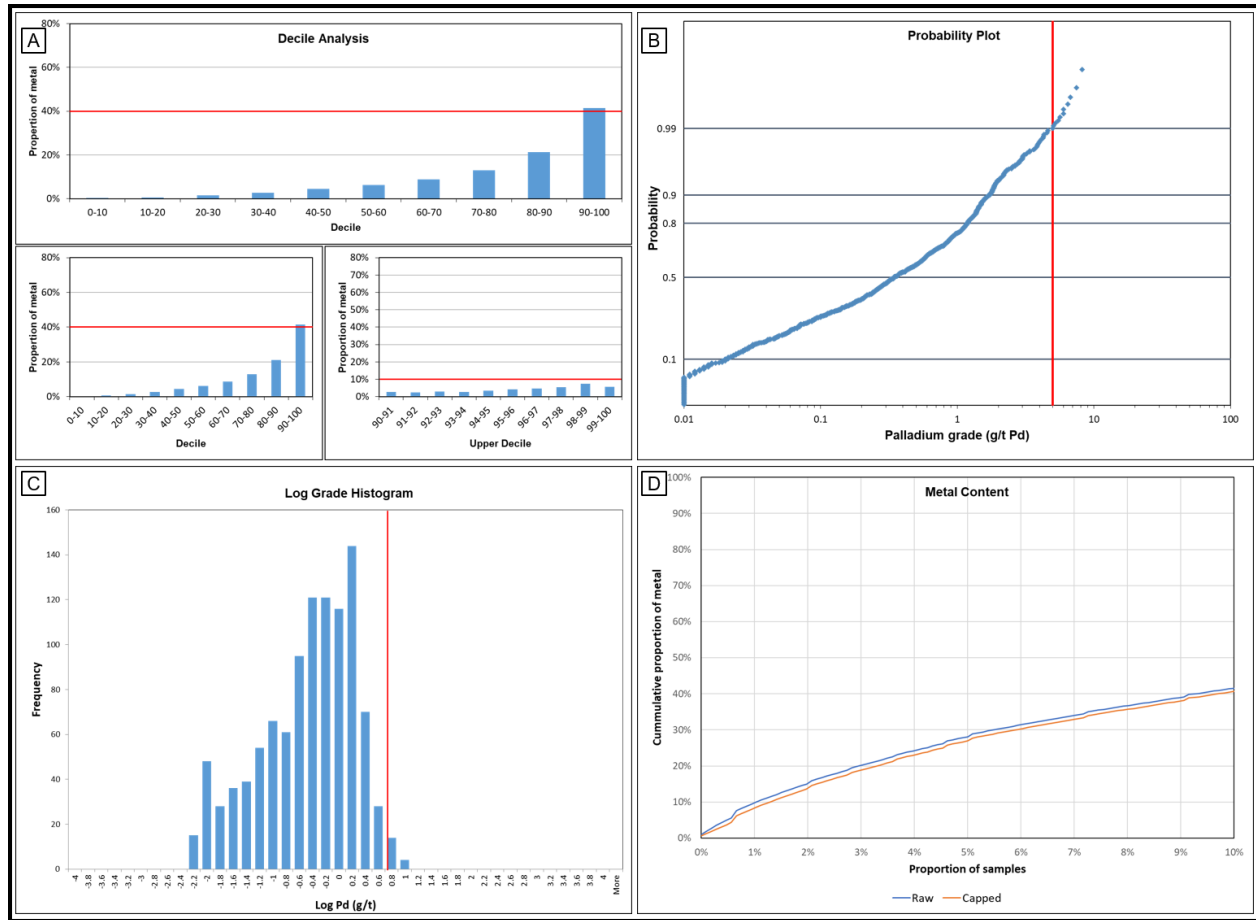 A
Decile Analysis
Proportion of metal
80%
60%
40%
20%
0%
0-10 10-20 20-30 30-40 40-50 50-60 60-70 70-80 80-90 90-100
Decile
Proportion of metal
80%
60%
40%
20%
0%
0-10 10-20 20-30 30-40 40-50 50-60 60-70 70-80 80-90 90-100
Decile
Proportion of metal
80%
70%
60%
50%
40%
30%
20%
10%
0%
90-91 91-92 92-93 93-94 94-95 95-96 96-97 97-98 98-99 99-100
Upper Decile
B
Probability Plot
Probability
0.99
0.9
0.8
0.5
0.1
0.01 0.1 1 10 100
Palladium grade (g/t Pd)
C
Log Grade Histogram
Frequency
160
140
120
100
80
60
40
20
0
-4 -3.8 -3.6 -3.4 -3.2 -3 -2.8 -2.6 -2.4 -2.2 -2 -1.8 -1.6 -1.4 -1.2 -1 -0.8 -0.6 -0.4 -0.2 0 0.2 0.4 0.6 0.8 1 1.2 1.4 1.6 1.8 2 2.2 2.4 2.6 2.8 3 3.2 3.4 3.6 3.8 4 More
Log Pd (g/t)
D
Metal Content
Cummulative proportion of metal
100%
90%
80%
70%
60%
50%
40%
30%
20%
10%
0%
0% 1% 2% 3% 4% 5% 6% 7% 8% 9% 10%
Proportion of samples
Raw Capped